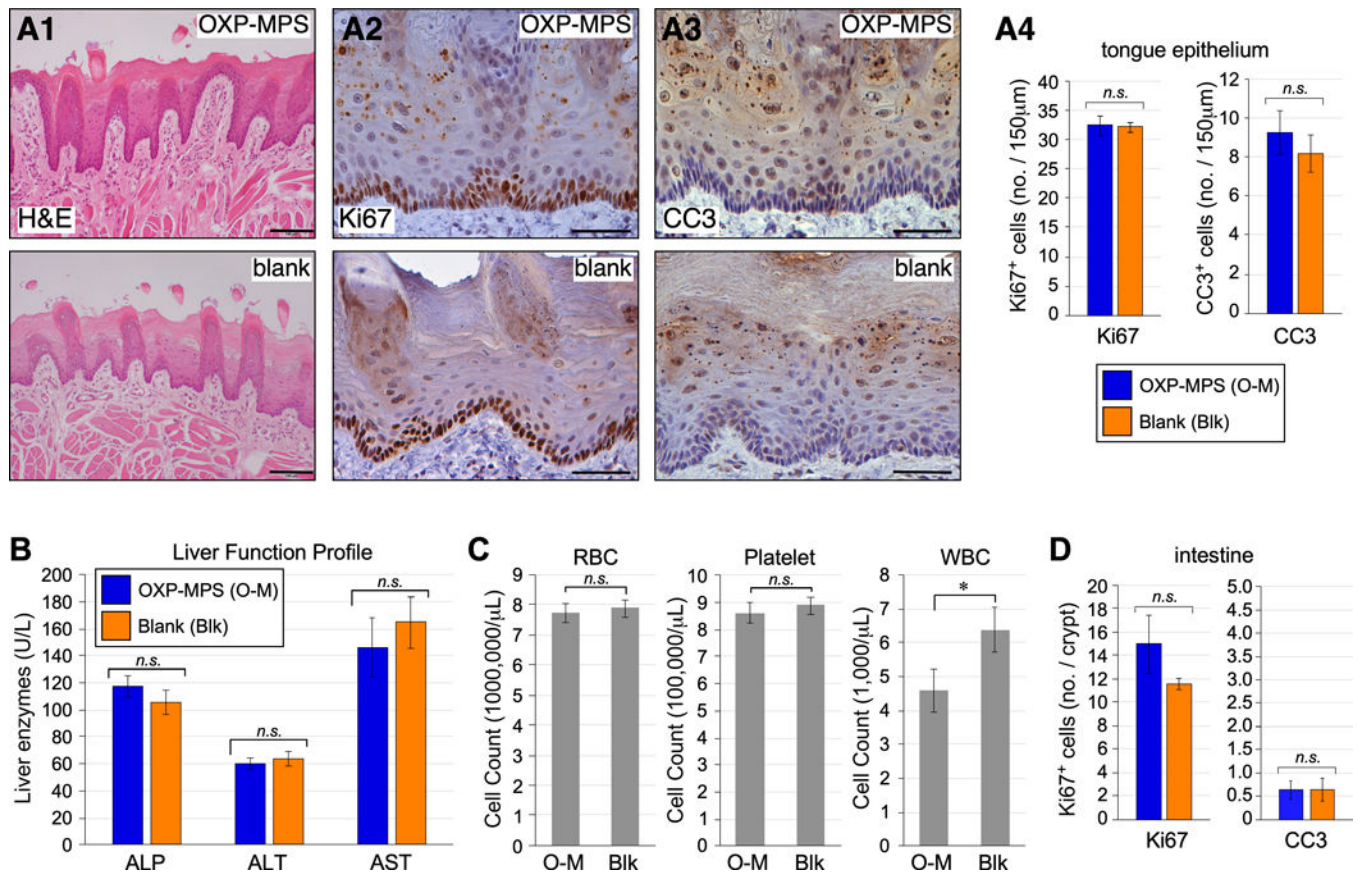 A1
OXP-MPS
H&E
A2
OXP-MPS
Ki67
A3
OXP-MPS
CC3
blank
blank
blank
A4
tongue epithelium
Ki67⁺ cells (no. / 150μm)
40
35
30
25
20
15
10
5
0
n.s.
Ki67
CC3⁺ cells (no. / 150μm)
12
10
8
6
4
2
0
n.s.
CC3
OXP-MPS (O-M)
Blank (Blk)
B
Liver Function Profile
Liver enzymes (U/L)
200
180
160
140
120
100
80
60
40
20
0
OXP-MPS (O-M)
Blank (Blk)
n.s.
n.s.
n.s.
ALP
ALT
AST
C
RBC
Cell Count (1000,000/μL)
9
8
7
6
5
4
3
2
1
0
n.s.
O-M
Blk
Platelet
Cell Count (100,000/μL)
10
9
8
7
6
5
4
3
2
1
0
n.s.
O-M
Blk
WBC
Cell Count (1,000/μL)
8
7
6
5
4
3
2
1
0
*
O-M
Blk
D
intestine
Ki67⁺ cells (no. / crypt)
20
18
16
14
12
10
8
6
4
2
0
n.s.
Ki67
5.0
4.5
4.0
3.5
3.0
2.5
2.0
1.5
1.0
0.5
0
n.s.
CC3